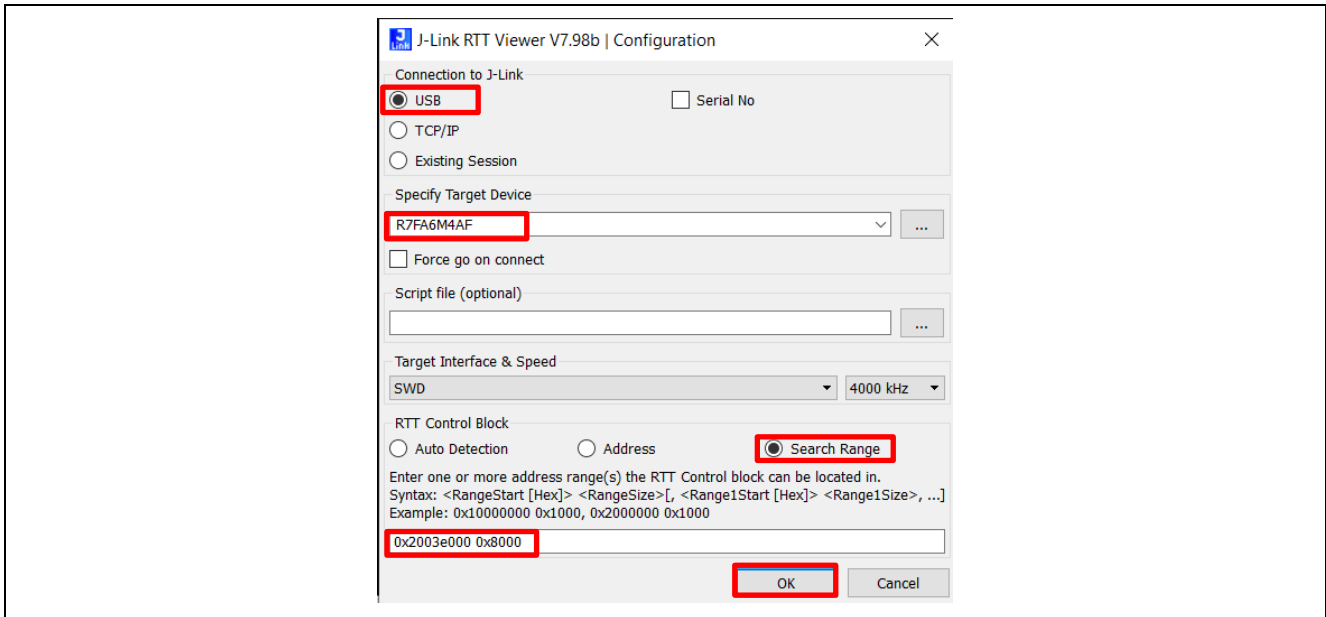 J-Link RTT Viewer V7.98b | Configuration
Connection to J-Link
USB
Serial No
TCP/IP
Existing Session
Specify Target Device
R7FA6M4AF
...
Force go on connect
Script file (optional)
...
Target Interface & Speed
SWD
4000 kHz
RTT Control Block
Auto Detection
Address
Search Range
Enter one or more address range(s) the RTT Control block can be located in.
Syntax: <RangeStart [Hex]> <RangeSize>[, <Range1Start [Hex]> <Range1Size>, ...]
Example: 0x10000000 0x1000, 0x2000000 0x1000
0x2003e000 0x8000
OK
Cancel